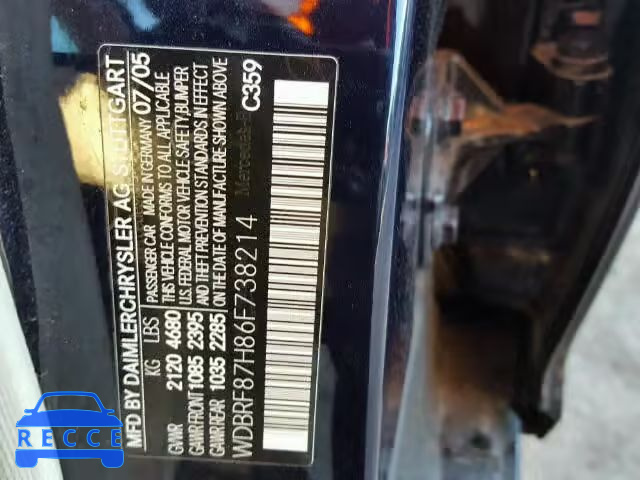 MFD BY DAIMLERCHRYSLER AG STUTTGART
PASSENGER CAR MADE IN GERMANY 07/05
KG LBS
THIS VEHICLE CONFORMS TO ALL APPLICABLE
GVWR 2120 4680
U.S. FEDERAL MOTOR VEHICLE SAFETY, BUMPER
GAWR FRONT 1085 2395
AND THEFT PREVENTION STANDARDS IN EFFECT
GAWR REAR 1035 2285
ON THE DATE OF MANUFACTURE SHOWN ABOVE
WDBRF87H86F738214
C359
RECCE